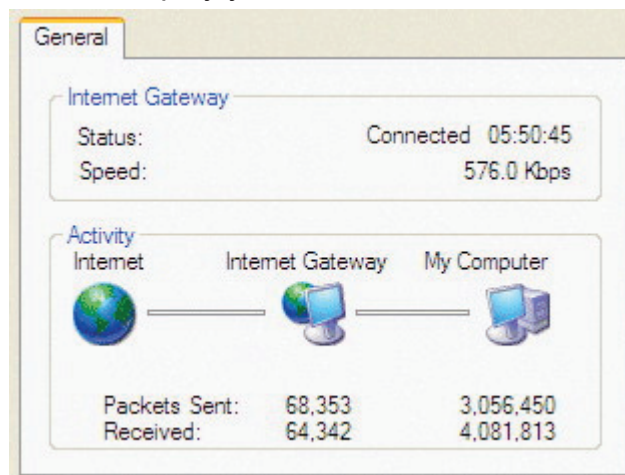 General
Internet Gateway
Status: Connected 05:50:45
Speed: 576.0 Kbps
Activity
Internet Internet Gateway My Computer
Packets Sent: 68,353 3,056,450
Received: 64,342 4,081,813